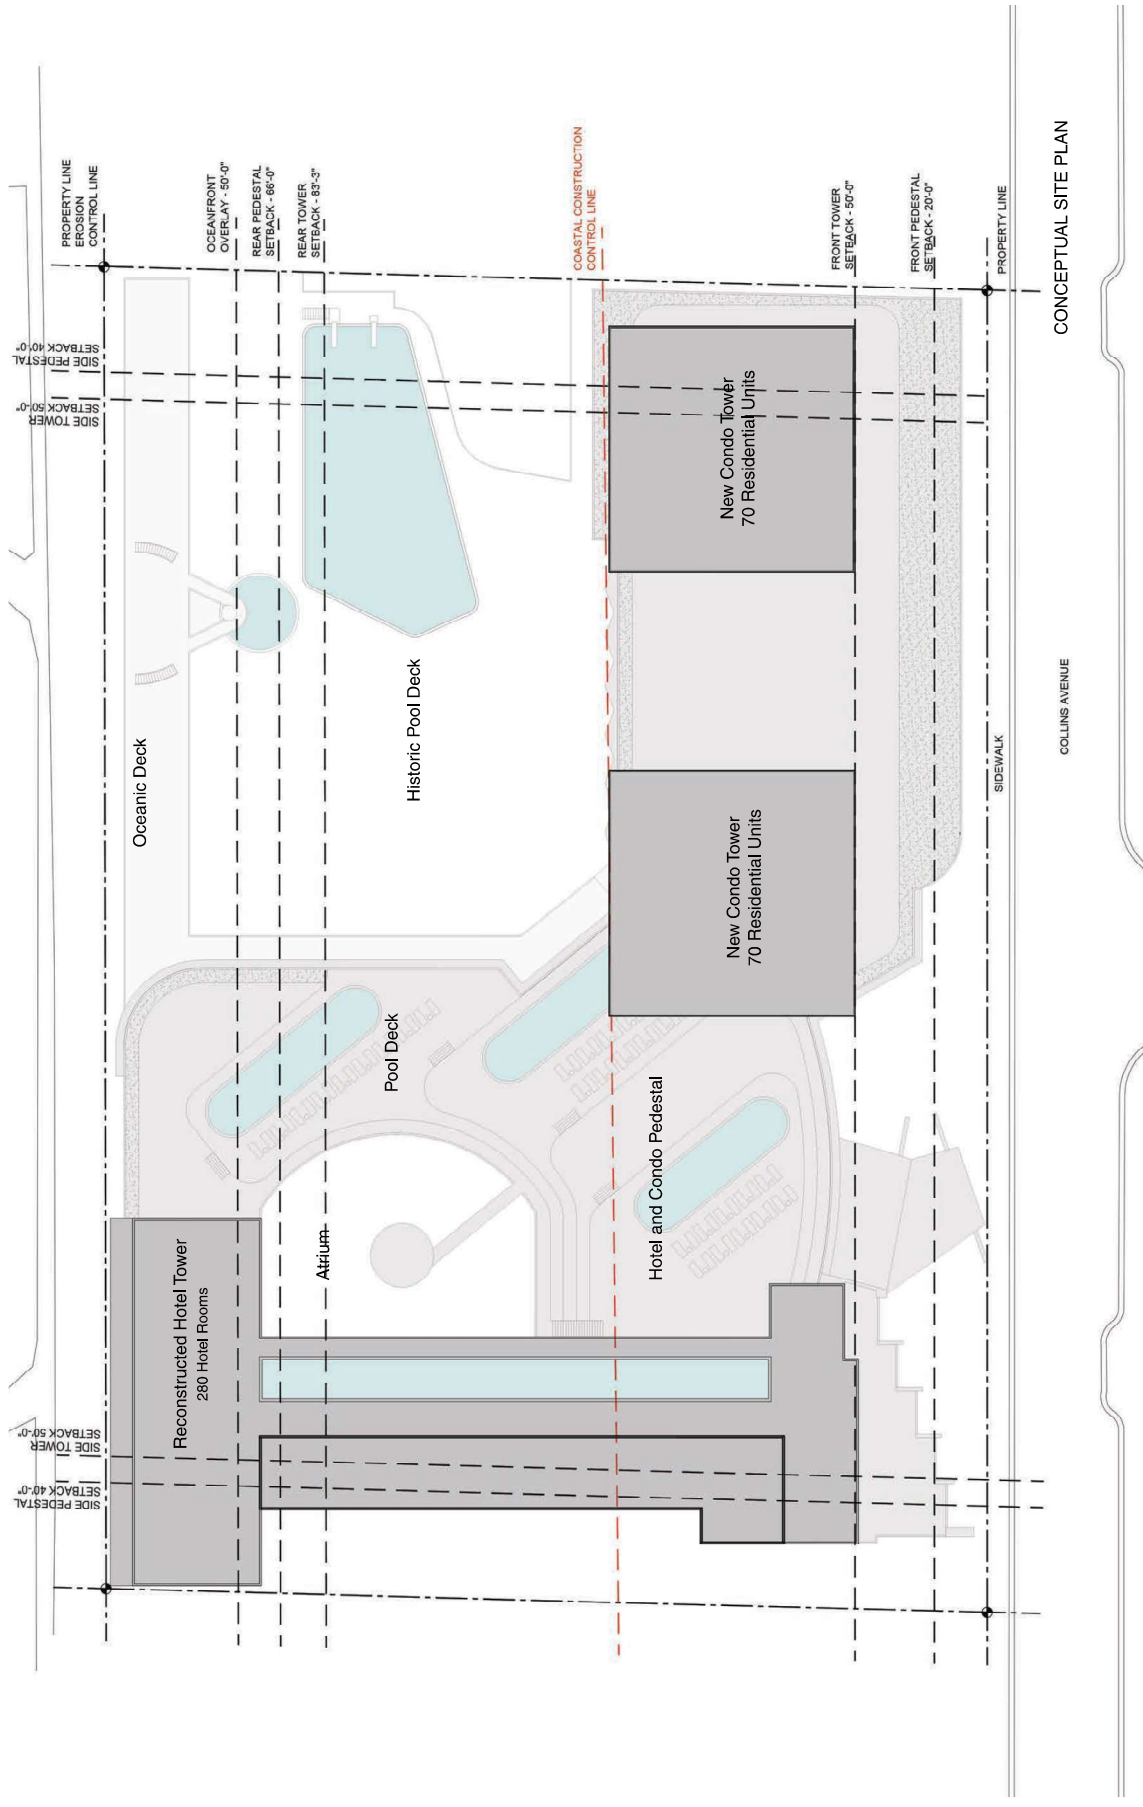 PROPERTY LINE
EROSION
CONTROL LINE
OCEANFRONT
OVERLAY - 50'-0"
REAR PEDESTAL
SETBACK - 66'-0"
REAR TOWER
SETBACK - 83'-3"
COASTAL CONSTRUCTION
CONTROL LINE
FRONT TOWER
SETBACK - 50'-0"
FRONT PEDESTAL
SETBACK - 20'-0"
PROPERTY LINE
CONCEPTUAL SITE PLAN
SIDE PEDESTAL
SETBACK 40'-0"
SIDE TOWER
SETBACK 50'-0"
New Condo Tower
70 Residential Units
Oceanic Deck
Historic Pool Deck
New Condo Tower
70 Residential Units
SIDEWALK
COLLINS AVENUE
Pool Deck
Hotel and Condo Pedestal
Atrium
Reconstructed Hotel Tower
280 Hotel Rooms
SIDE TOWER
SETBACK 50'-0"
SIDE PEDESTAL
SETBACK 40'-0"